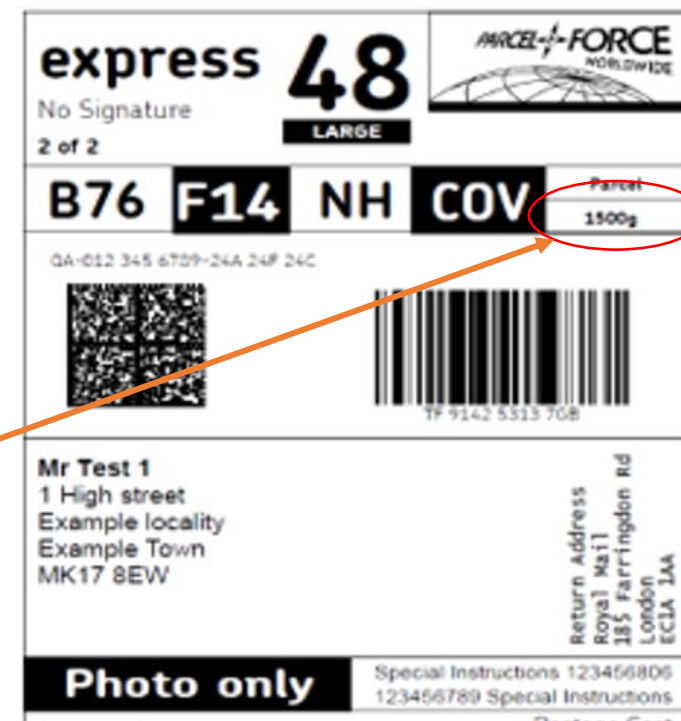 express 48
PARCEL FORCE
WORLDWIDE
No Signature
LARGE
2 of 2
B76 F14 NH COV
Parcel
1500g
QA-012 345 6789-24A 24F 24C
TF 9142 5313 7GB
Mr Test 1
1 High street
Example locality
Example Town
MK17 8EW
Return Address
Royal Mail
185 Farringdon Rd
London
EC1A 1AA
Photo only
Special Instructions 123456806
123456789 Special Instructions